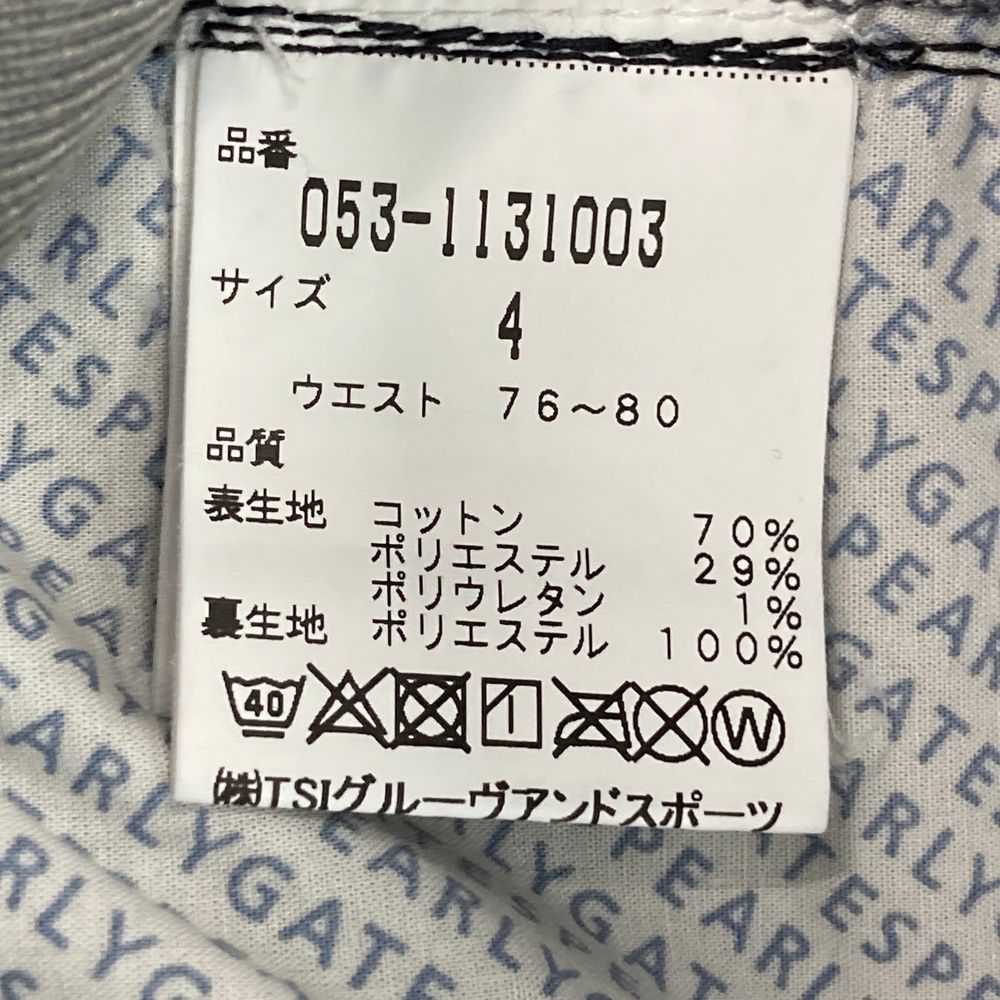 品番
053-1131003
サイズ
4
ウエスト 76~80
品質
表生地 コットン 70%
ポリエステル 29%
ポリウレタン 1%
裏生地 ポリエステル 100%
40
W
㈱TSIグルーヴアンドスポーツ
PEARLYGATES